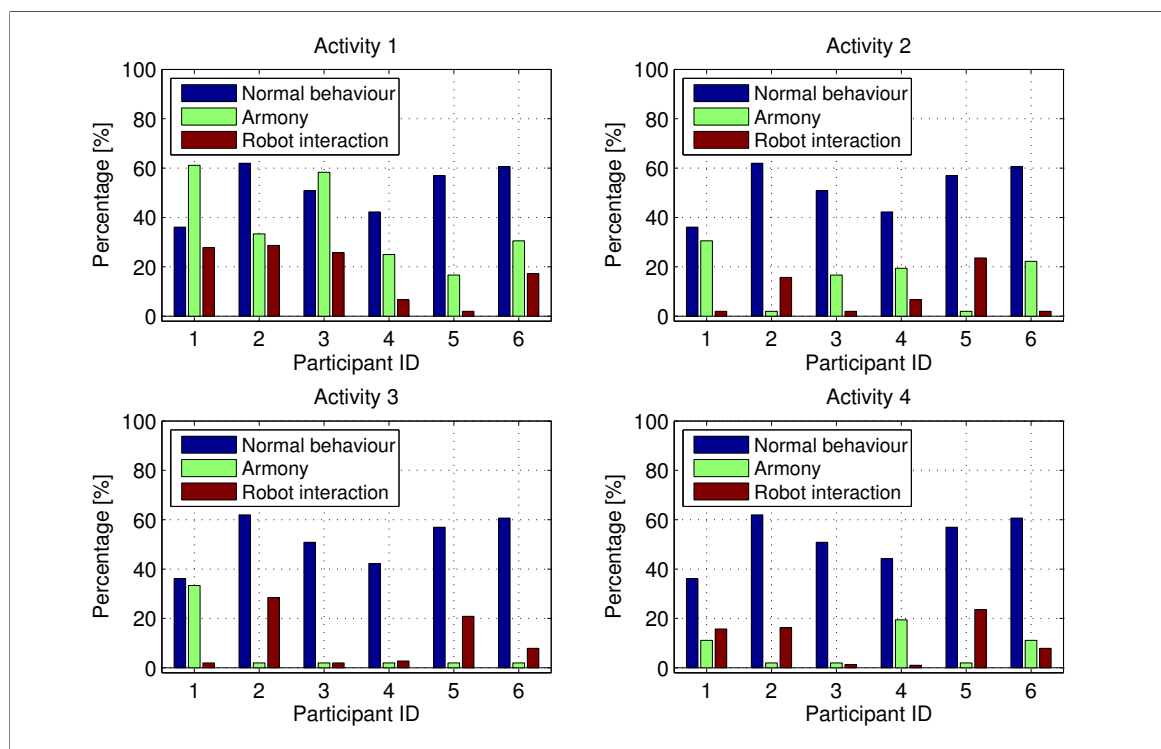 Activity 1
Percentage [%]
100
80
60
40
20
0
Normal behaviour
Armony
Robot interaction
1 2 3 4 5 6
Participant ID
Activity 2
Percentage [%]
100
80
60
40
20
0
Normal behaviour
Armony
Robot interaction
1 2 3 4 5 6
Participant ID
Activity 3
Percentage [%]
100
80
60
40
20
0
Normal behaviour
Armony
Robot interaction
1 2 3 4 5 6
Participant ID
Activity 4
Percentage [%]
100
80
60
40
20
0
Normal behaviour
Armony
Robot interaction
1 2 3 4 5 6
Participant ID